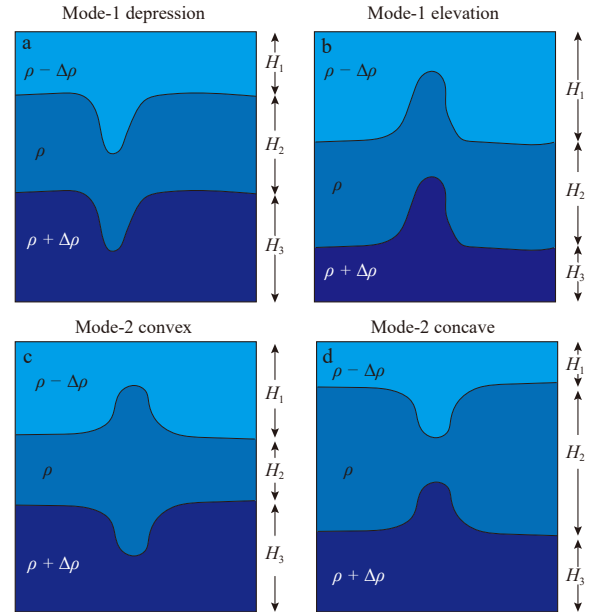 Mode-1 depression
a
ρ − Δρ
ρ
ρ + Δρ
H₁
H₂
H₃
Mode-1 elevation
b
ρ − Δρ
ρ
ρ + Δρ
H₁
H₂
H₃
Mode-2 convex
c
ρ − Δρ
ρ
ρ + Δρ
H₁
H₂
H₃
Mode-2 concave
d
ρ − Δρ
ρ
ρ + Δρ
H₁
H₂
H₃